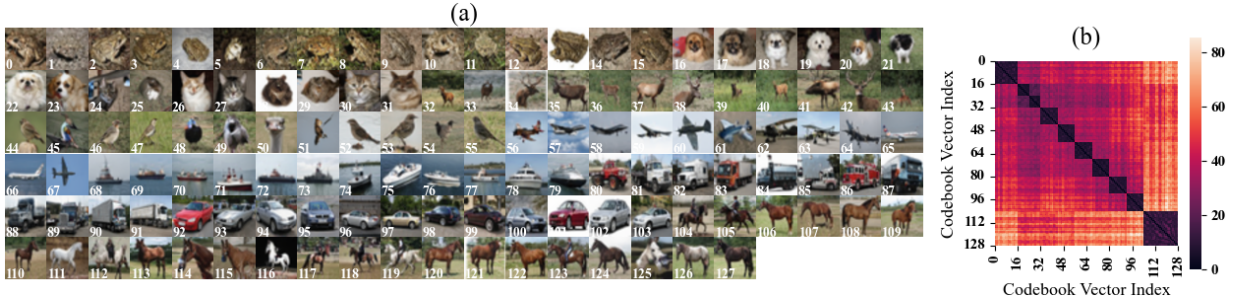 (a)
0 1 2 3 4 5 6 7 8 9 10 11 12 13 14 15 16 17 18 19 20 21
22 23 24 25 26 27 28 29 30 31 32 33 34 35 36 37 38 39 40 41 42 43
44 45 46 47 48 49 50 51 52 53 54 55 56 57 58 59 60 61 62 63 64 65
66 67 68 69 70 71 72 73 74 75 76 77 78 79 80 81 82 83 84 85 86 87
88 89 90 91 92 93 94 95 96 97 98 99 100 101 102 103 104 105 106 107 108 109
110 111 112 113 114 115 116 117 118 119 120 121 122 123 124 125 126 127
(b)
Codebook Vector Index
0
16
32
48
64
80
96
112
128
0 16 32 48 64 80 96 112 128
Codebook Vector Index
80
60
40
20
0